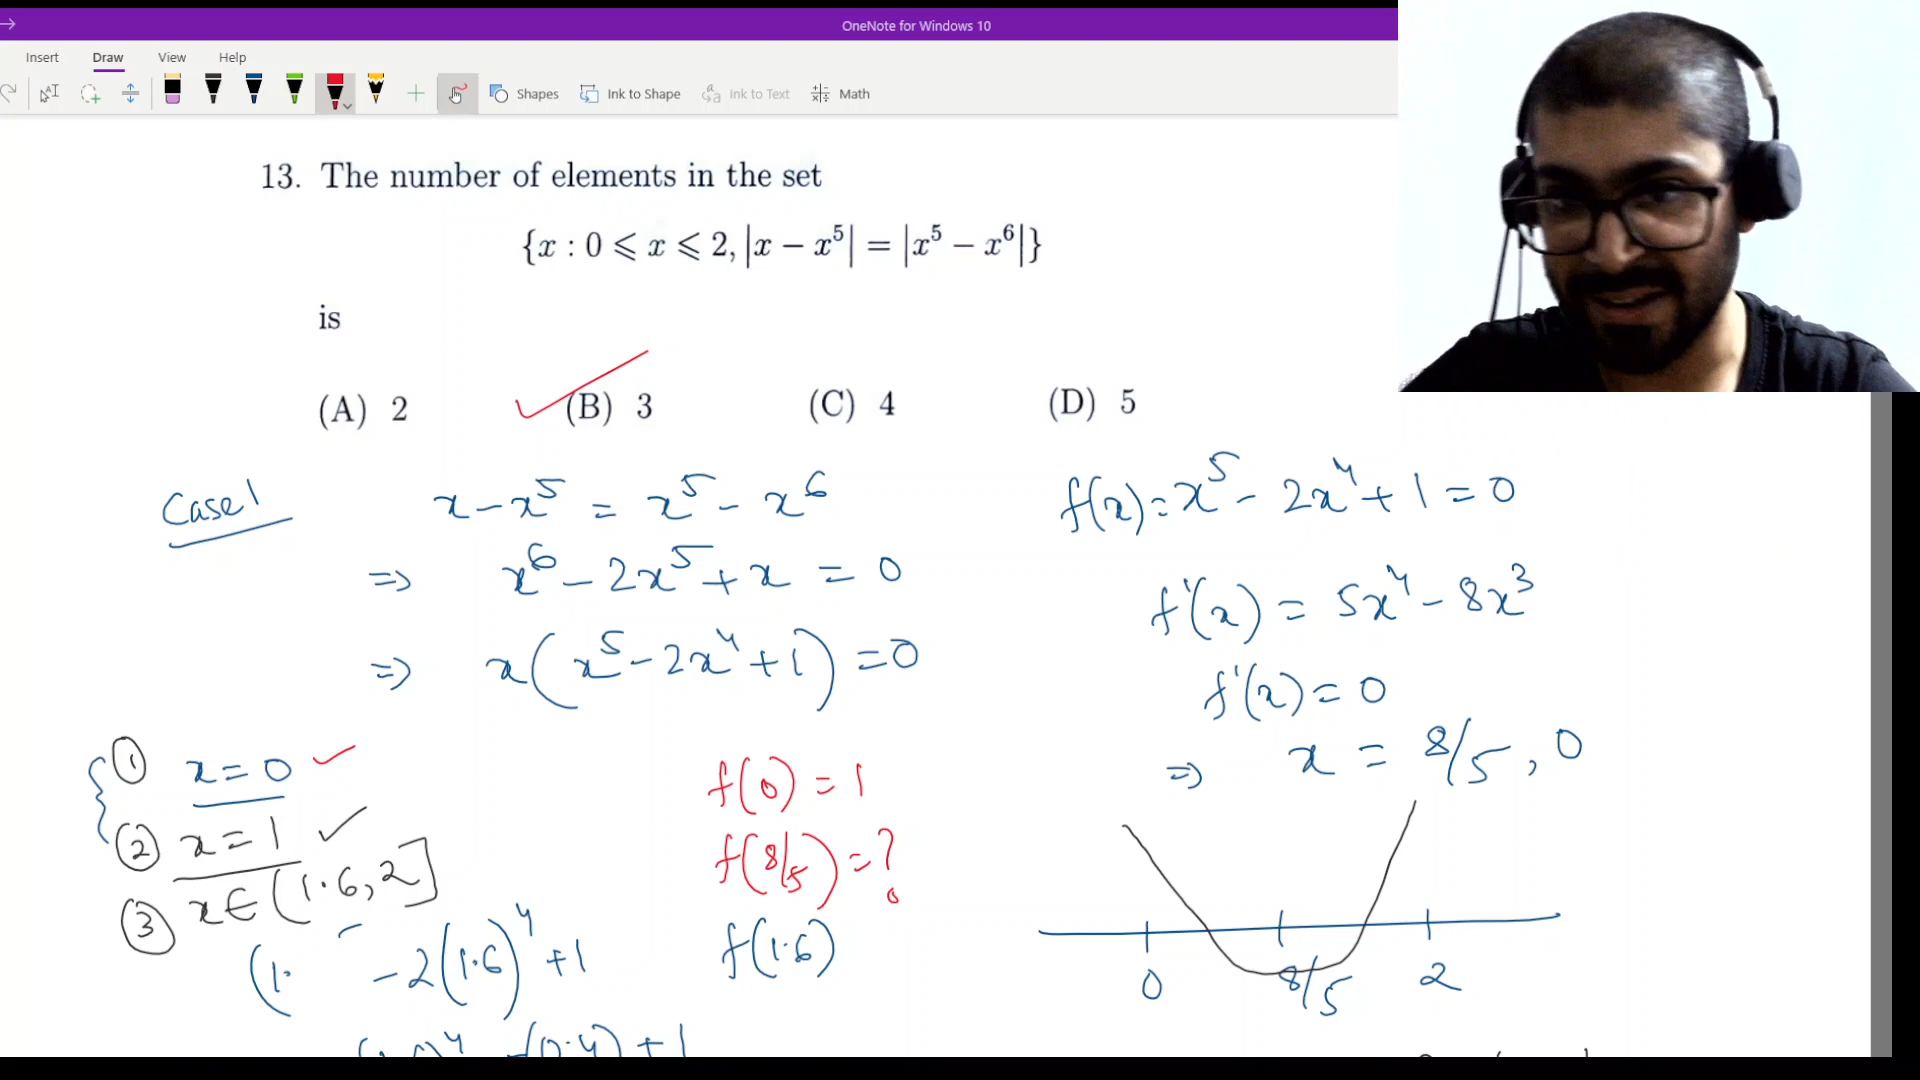 OneNote for Windows 10
Insert Draw View Help
Shapes Ink to Shape Ink to Text Math
13. The number of elements in the set
{x : 0 ⩽ x ⩽ 2, |x − x⁵| = |x⁵ − x⁶|}
is
(A) 2 (B) 3 (C) 4 (D) 5
Case 1
x − x⁵ = x⁵ − x⁶
⇒ x⁶ − 2x⁵ + x = 0
⇒ x(x⁵ − 2x⁴ + 1) = 0
① x = 0
② x = 1
③ x ∈ (1.6, 2]
− 2(1.6)⁴ + 1
f(0) = 1
f(8/5) = ?
f(1.6)
f(x) = x⁵ − 2x⁴ + 1 = 0
f'(x) = 5x⁴ − 8x³
f'(x) = 0
⇒ x = 8/5, 0
0 8/5 2